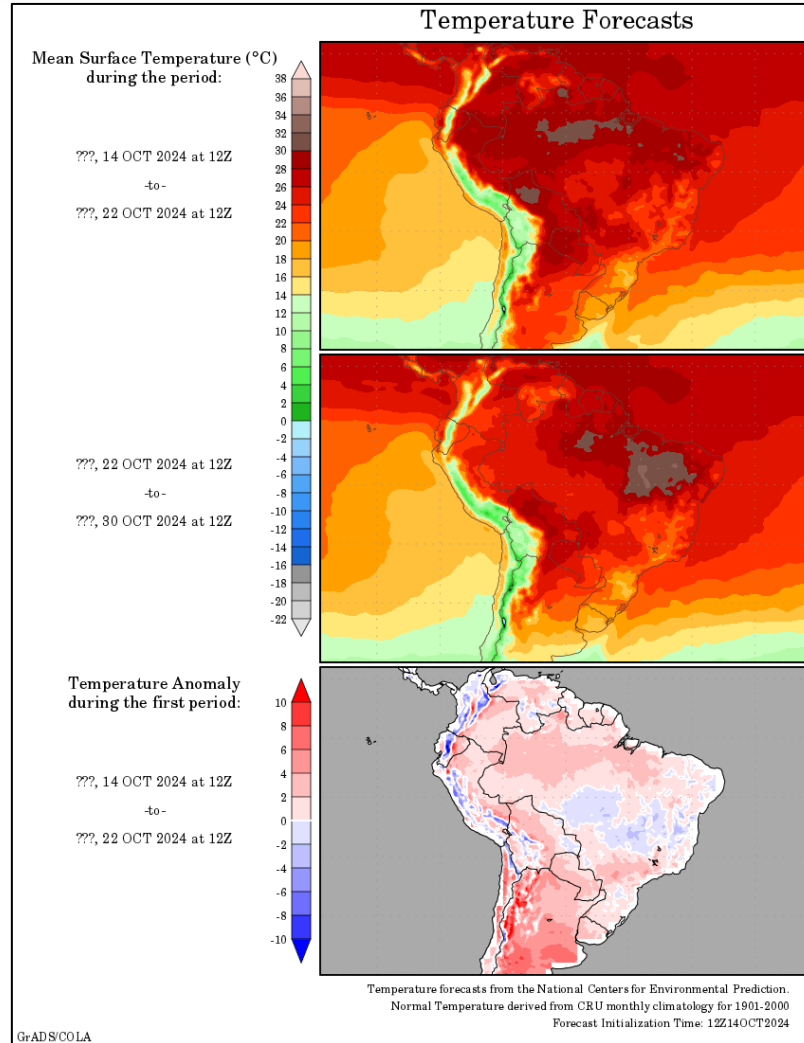 Temperature Forecasts
Mean Surface Temperature (°C)
during the period:
???, 14 OCT 2024 at 12Z
-to-
???, 22 OCT 2024 at 12Z
38
36
34
32
30
28
26
24
22
20
18
16
14
12
10
8
6
4
2
0
-2
-4
-6
-8
-10
-12
-14
-16
-18
-20
-22
???, 22 OCT 2024 at 12Z
-to-
???, 30 OCT 2024 at 12Z
Temperature Anomaly
during the first period:
???, 14 OCT 2024 at 12Z
-to-
???, 22 OCT 2024 at 12Z
10
8
6
4
2
0
-2
-4
-6
-8
-10
Temperature forecasts from the National Centers for Environmental Prediction.
Normal Temperature derived from CRU monthly climatology for 1901-2000
Forecast Initialization Time: 12Z14OCT2024
GrADS/COLA